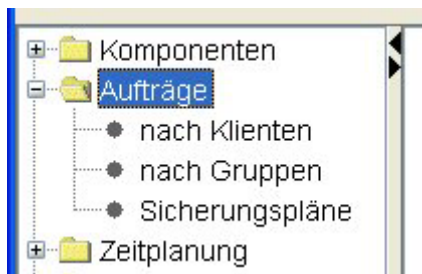 Komponenten
Aufträge
nach Klienten
nach Gruppen
Sicherungspläne
Zeitplanung